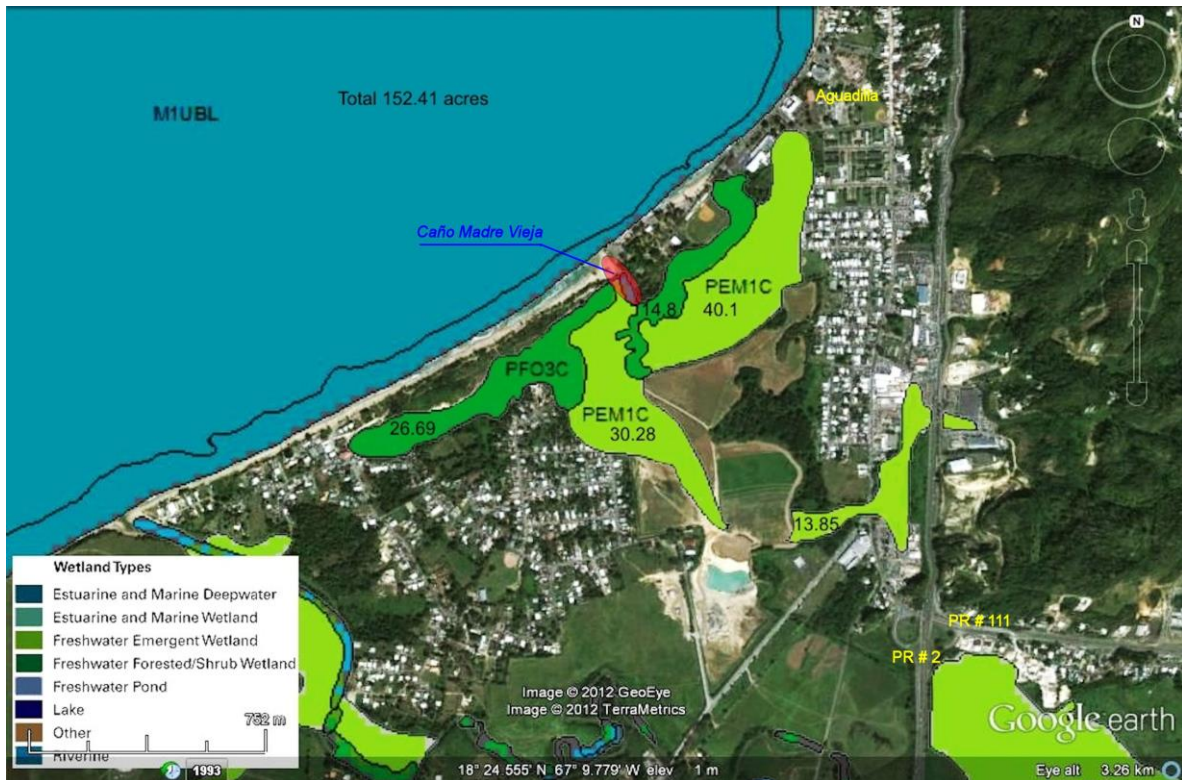 N
Total 152.41 acres
M1UBL
Aguadilla
Caño Madre Vieja
PEM1C
14.8
40.1
PFO3C
PEM1C
26.69
30.28
13.85
Wetland Types
Estuarine and Marine Deepwater
Estuarine and Marine Wetland
Freshwater Emergent Wetland
Freshwater Forested/Shrub Wetland
Freshwater Pond
Lake
Other
Riverine
752 m
PR # 111
PR # 2
Image © 2012 GeoEye
Image © 2012 TerraMetrics
Google earth
1993
18° 24.555' N 67° 9.779' W elev 1 m
Eye alt 3.26 km